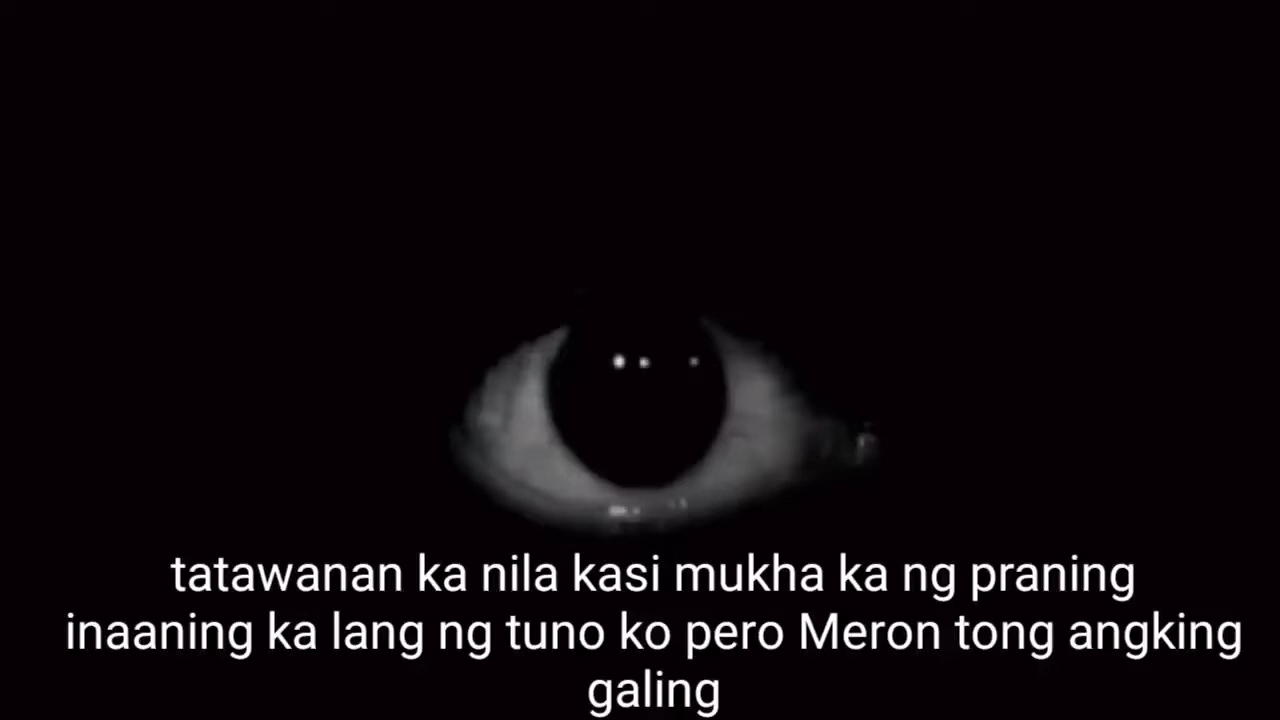 tatawanan ka nila kasi mukha ka ng praning
inaaning ka lang ng tuno ko pero Meron tong angking
galing